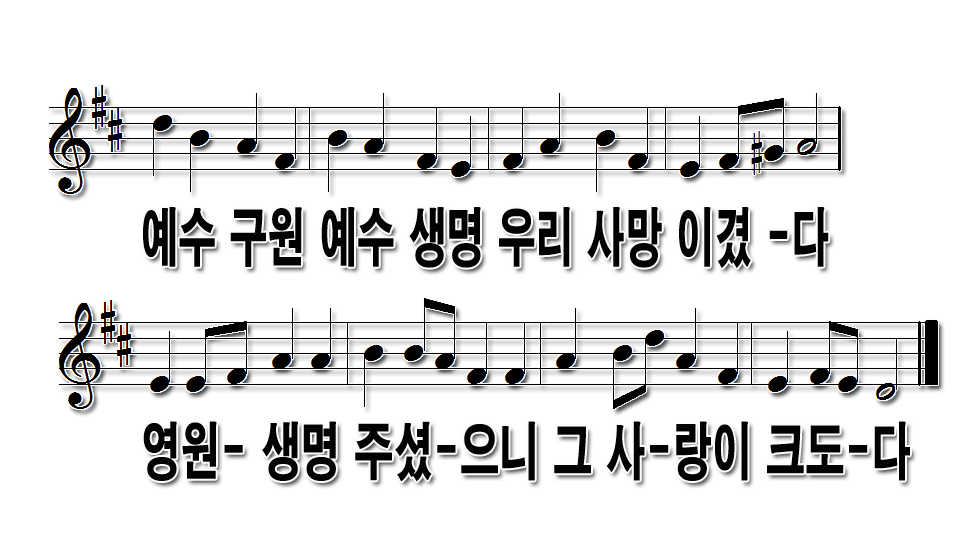 예수 구원 예수 생명 우리 사망 이겼 -다
영원- 생명 주셨-으니 그 사-랑이 크도-다